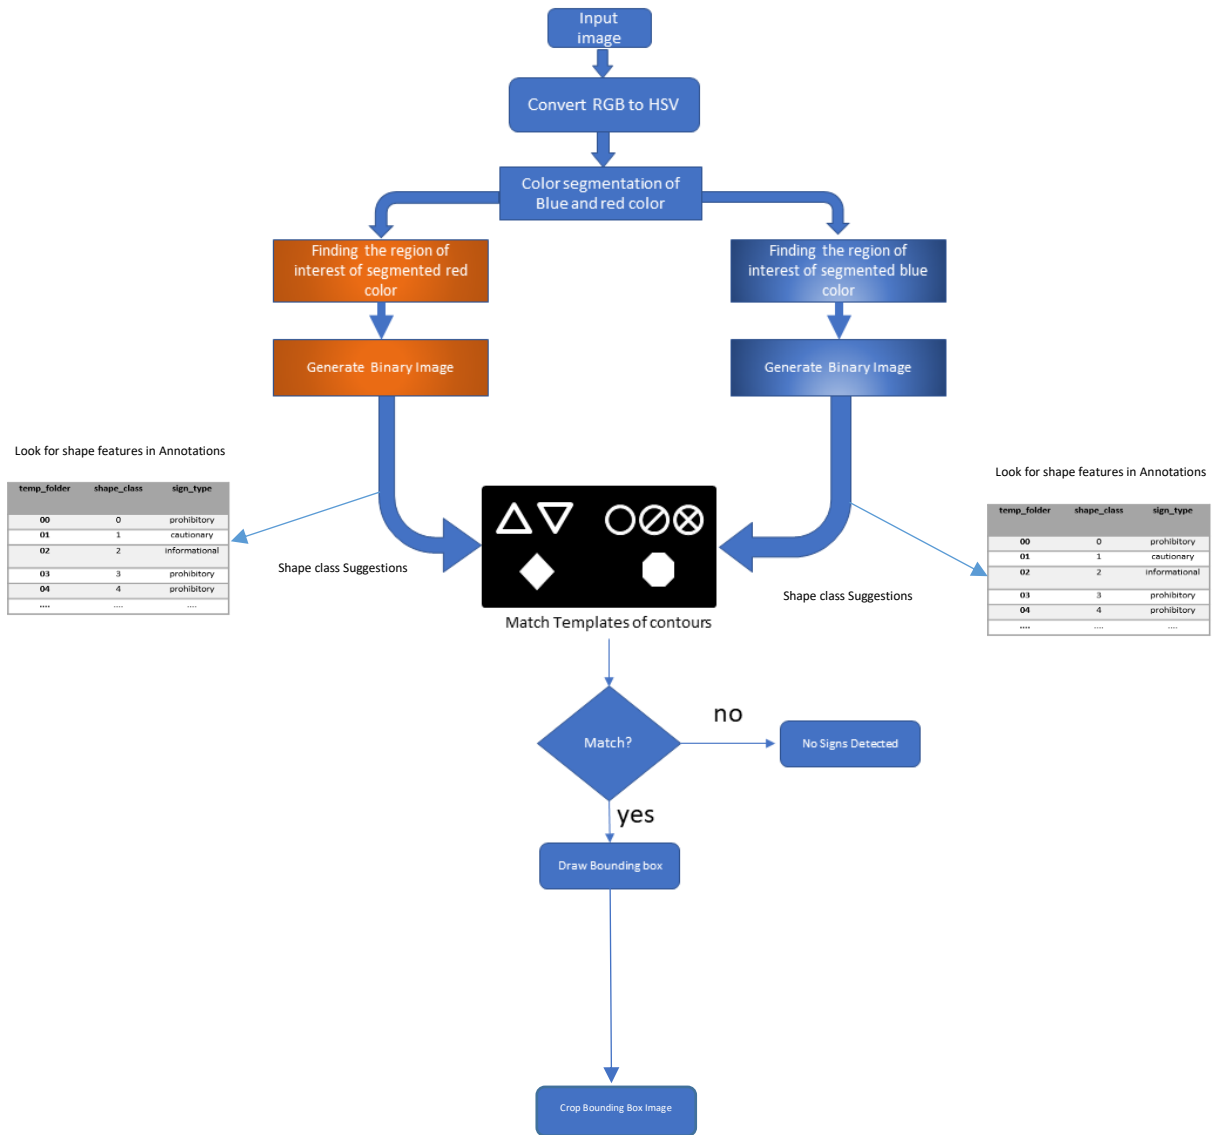 Input
image
Convert RGB to HSV
Color segmentation of
Blue and red color
Finding the region of
interest of segmented red
color
Finding the region of
interest of segmented blue
color
Generate Binary Image
Generate Binary Image
Look for shape features in Annotations
temp_folder shape_class sign_type
00 0 prohibitory
01 1 cautionary
02 2 informational
03 3 prohibitory
04 4 prohibitory
.... .... ....
Shape class Suggestions
Look for shape features in Annotations
temp_folder shape_class sign_type
00 0 prohibitory
01 1 cautionary
02 2 informational
03 3 prohibitory
04 4 prohibitory
.... .... ....
Shape class Suggestions
Match Templates of contours
Match?
no
No Signs Detected
yes
Draw Bounding box
Crop Bounding Box Image